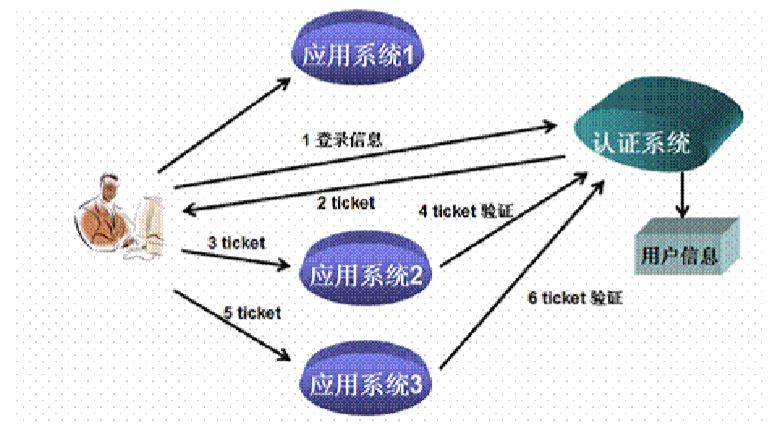 应用系统1
1 登录信息
认证系统
2 ticket
4 ticket 验证
3 ticket
应用系统2
用户信息
5 ticket
6 ticket 验证
应用系统3